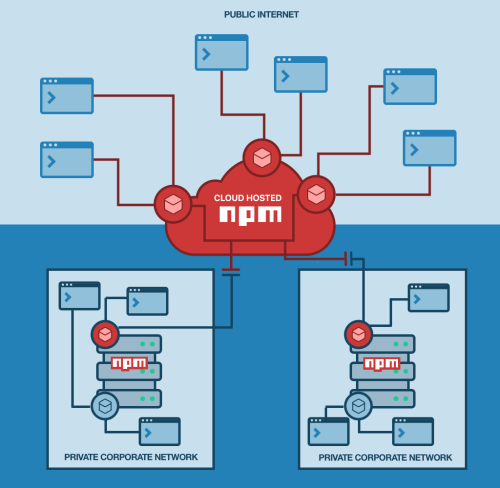 PUBLIC INTERNET
CLOUD HOSTED
npm
npm
PRIVATE CORPORATE NETWORK
npm
PRIVATE CORPORATE NETWORK